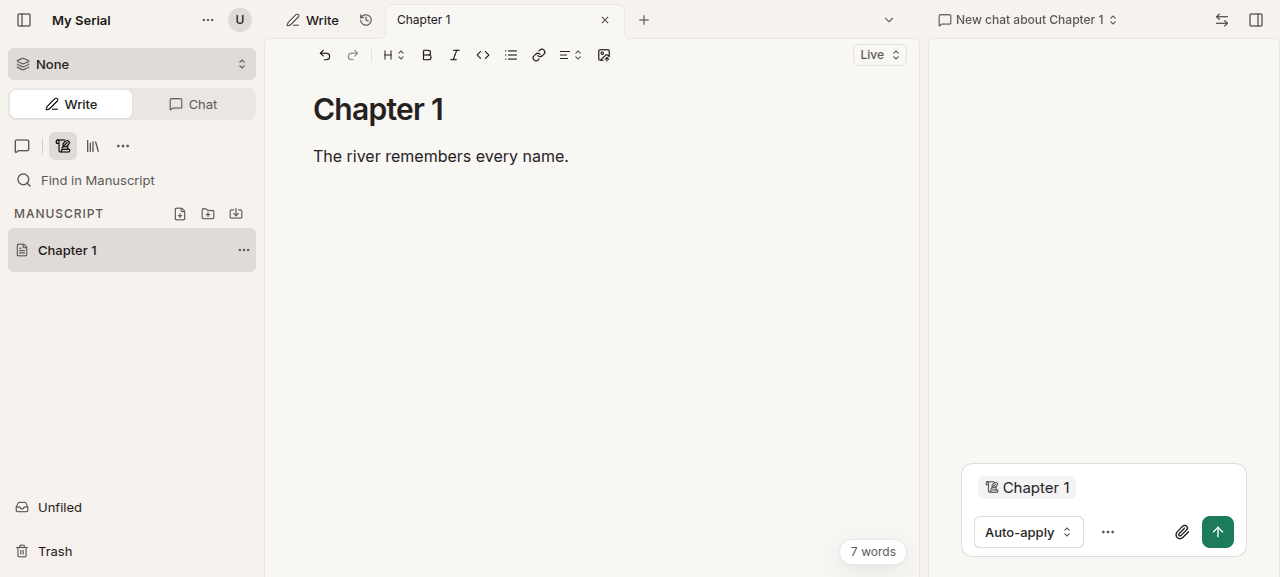 My Serial
U
None
Write
Chat
Find in Manuscript
MANUSCRIPT
Chapter 1
Unfiled
Trash
Write
Chapter 1
H
B
I
Live
Chapter 1
The river remembers every name.
7 words
New chat about Chapter 1
Chapter 1
Auto-apply